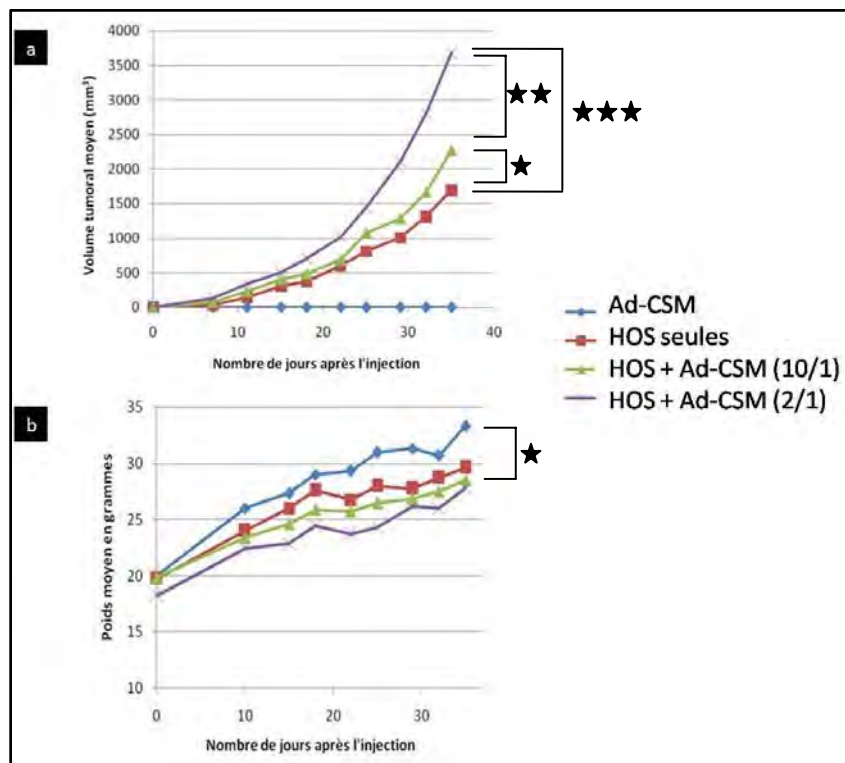 a
Volume tumoral moyen (mm³)
4000
3500
3000
2500
2000
1500
1000
500
0
0 10 20 30 40
Nombre de jours après l'injection
Ad-CSM
HOS seules
HOS + Ad-CSM (10/1)
HOS + Ad-CSM (2/1)
b
Poids moyen en grammes
35
30
25
20
15
10
0 10 20 30
Nombre de jours après l'injection